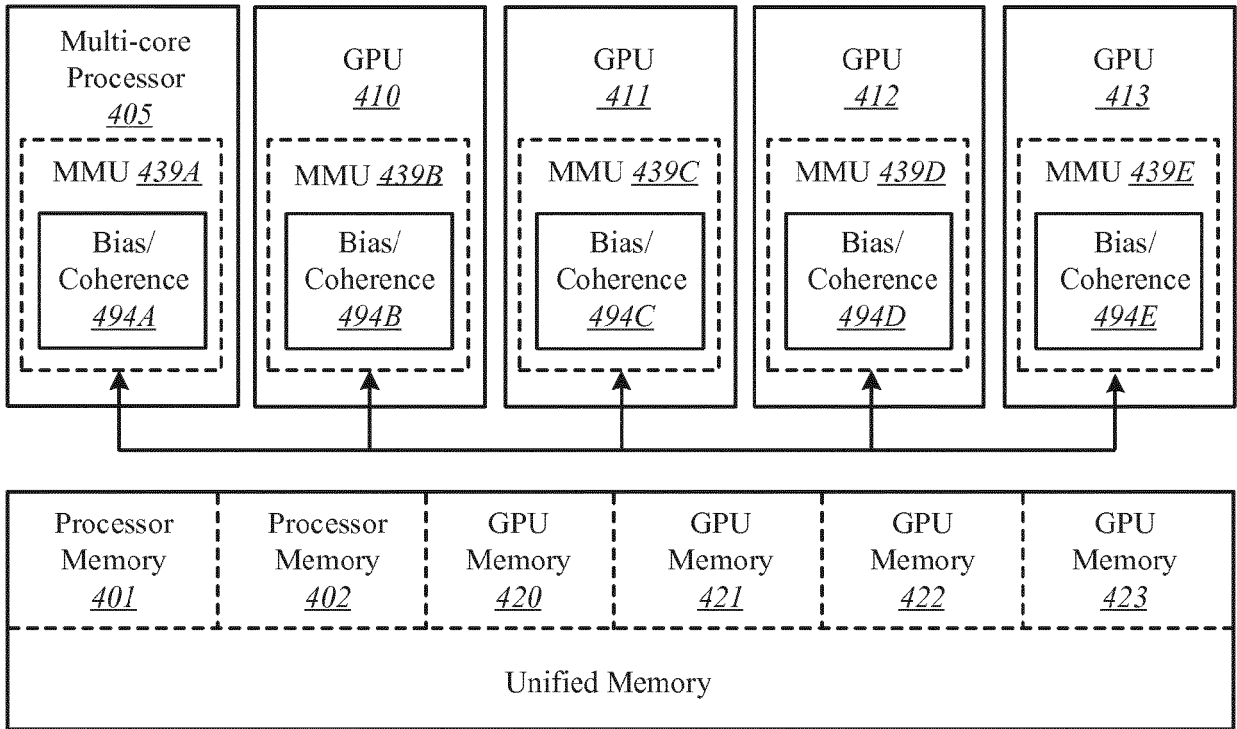 Multi-core
Processor
405
MMU 439A
Bias/
Coherence
494A
GPU
410
MMU 439B
Bias/
Coherence
494B
GPU
411
MMU 439C
Bias/
Coherence
494C
GPU
412
MMU 439D
Bias/
Coherence
494D
GPU
413
MMU 439E
Bias/
Coherence
494E
Processor
Memory
401
Processor
Memory
402
GPU
Memory
420
GPU
Memory
421
GPU
Memory
422
GPU
Memory
423
Unified Memory